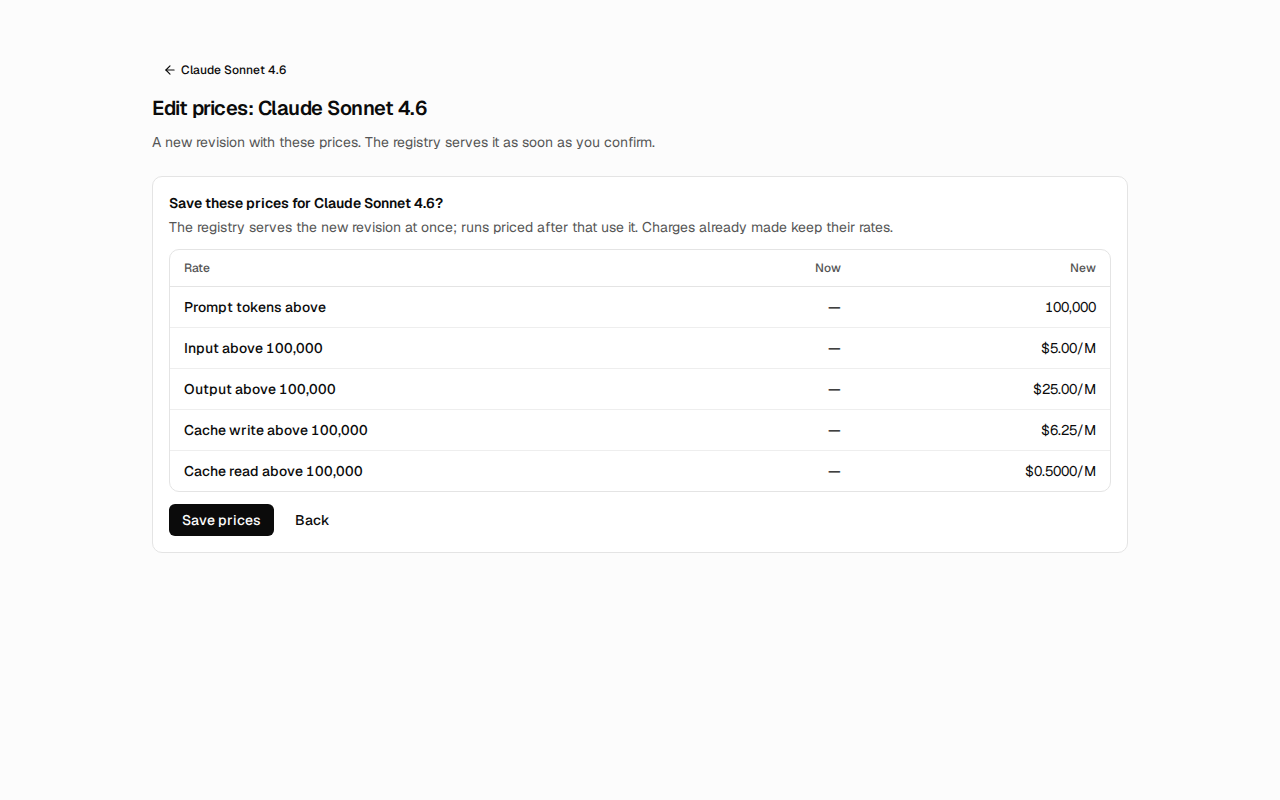 ← Claude Sonnet 4.6
Edit prices: Claude Sonnet 4.6
A new revision with these prices. The registry serves it as soon as you confirm.
Save these prices for Claude Sonnet 4.6?
The registry serves the new revision at once; runs priced after that use it. Charges already made keep their rates.
Rate Now New
Prompt tokens above — 100,000
Input above 100,000 — $5.00/M
Output above 100,000 — $25.00/M
Cache write above 100,000 — $6.25/M
Cache read above 100,000 — $0.5000/M
Save prices Back